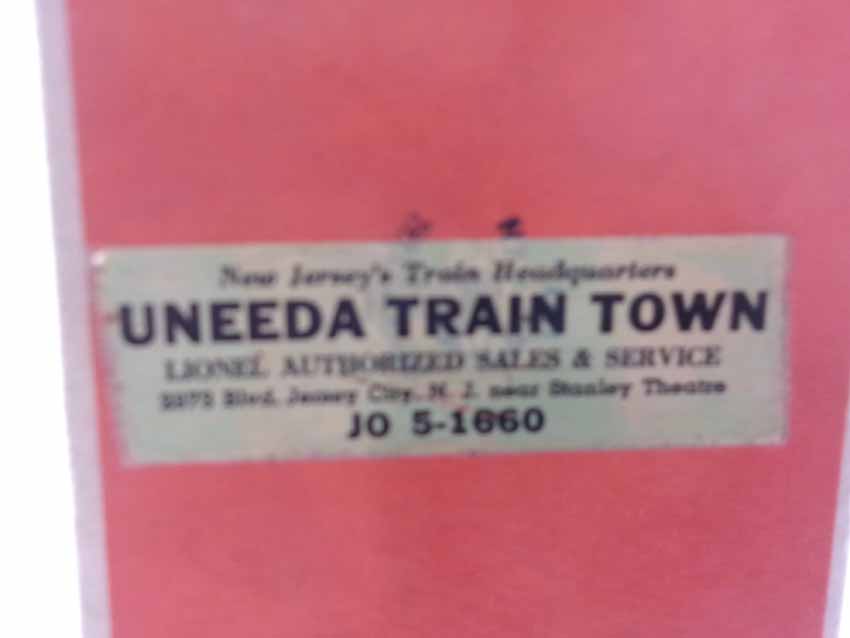 New Jersey's Train Headquarters
UNEEDA TRAIN TOWN
LIONEL AUTHORIZED SALES & SERVICE
Blvd. Jersey City, N. J. near Stanley Theatre
JO 5-1660